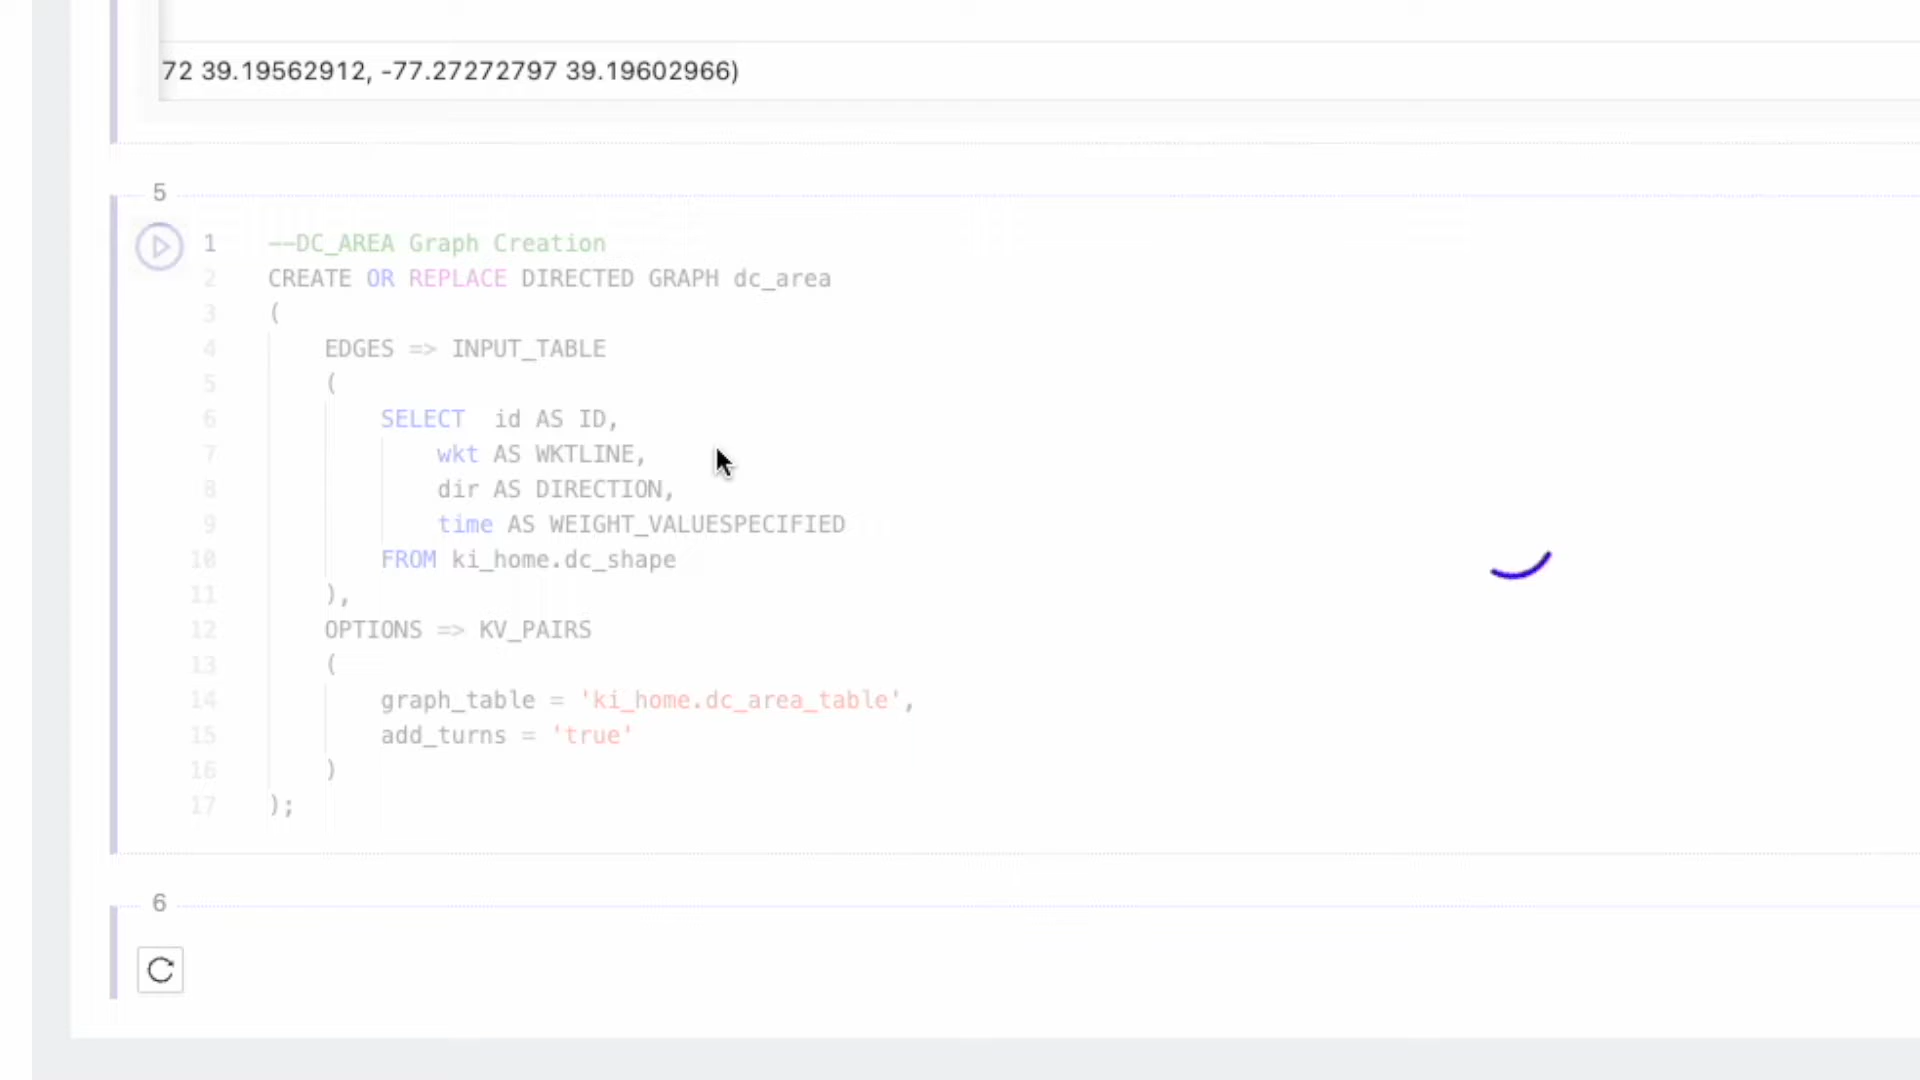 72 39.19562912, -77.27272797 39.19602966)
5
1 --DC_AREA Graph Creation
2 CREATE OR REPLACE DIRECTED GRAPH dc_area
3 (
4 EDGES => INPUT_TABLE
5 (
6 SELECT  id AS ID,
7 wkt AS WKTLINE,
8 dir AS DIRECTION,
9 time AS WEIGHT_VALUESPECIFIED
10 FROM ki_home.dc_shape
11 ),
12 OPTIONS => KV_PAIRS
13 (
14 graph_table = 'ki_home.dc_area_table',
15 add_turns = 'true'
16 )
17 );
6